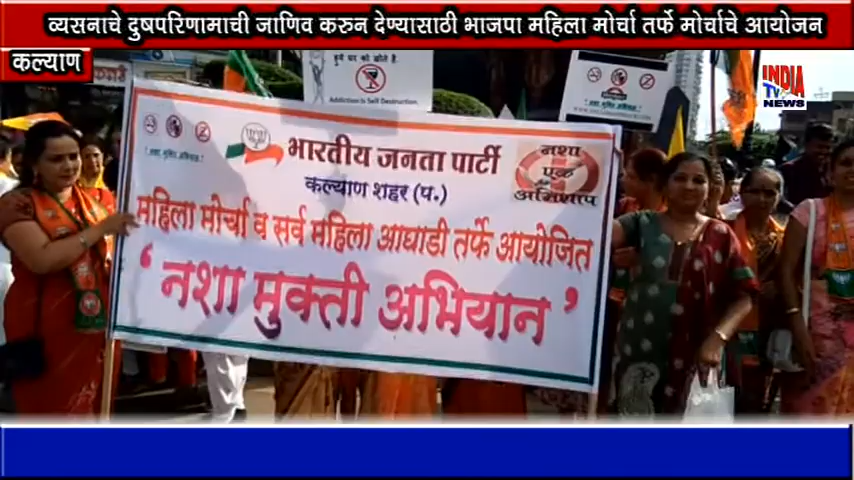 व्यसनाचे दुषपरिणामाची जाणिव करुन देण्यासाठी भाजपा महिला मोर्चा तर्फे मोर्चाचे आयोजन
कल्याण
INDIA
TV
NEWS
Addiction is Self Destruction
भारतीय जनता पार्टी
कल्याण शहर (प.)
नशा
एक
अभिशाप
महिला मोर्चा व सर्व महिला आघाडी तर्फे आयोजित
'नशा मुक्ती अभियान'